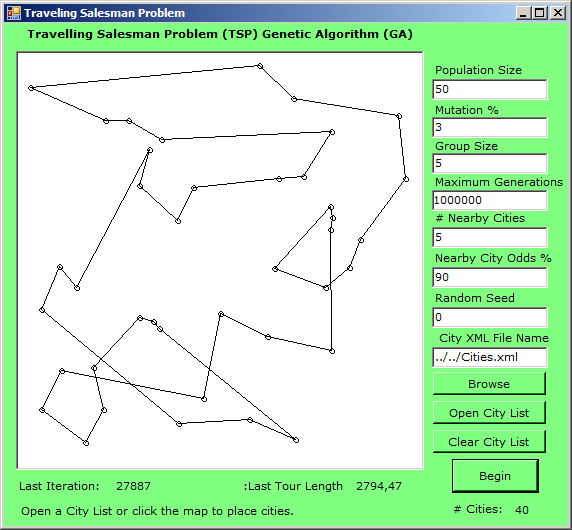 Traveling Salesman Problem
Travelling Salesman Problem (TSP) Genetic Algorithm (GA)
Population Size
50
Mutation %
3
Group Size
5
Maximum Generations
1000000
# Nearby Cities
5
Nearby City Odds %
90
Random Seed
0
City XML File Name
../../Cities.xml
Browse
Open City List
Clear City List
Begin
Last Iteration: 27887 :Last Tour Length 2794,47
Open a City List or click the map to place cities.
# Cities: 40